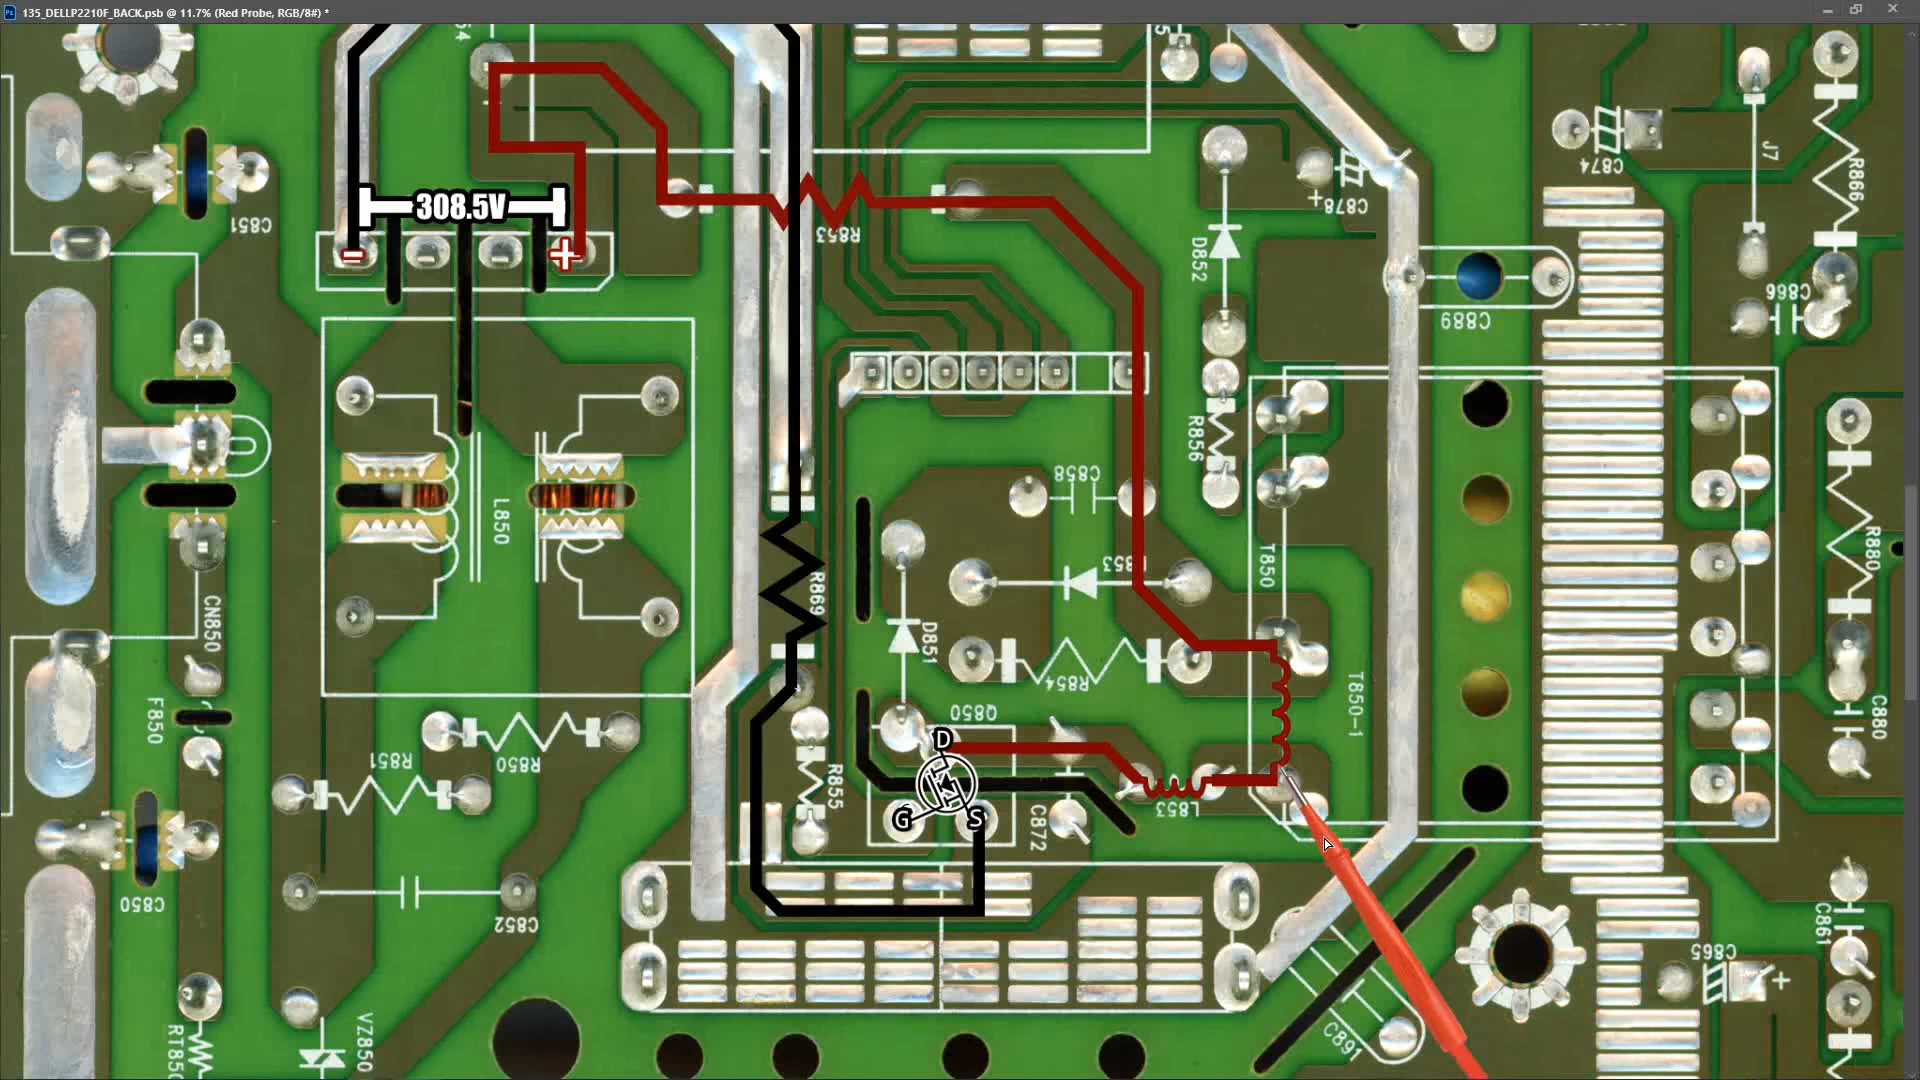 135_DELLP2210F_BACK.psb @ 11.7% (Red Probe, RGB/8#) *
C874
J7
R866
C851
308.5V
- +
R853
+ C878
D852
C889
C866
R856
C858
L850
T850
R880
CN850
R869
D851
R854
T850-1
F850
R851
R850
Q850
D
R855
L853
G
S
C872
C880
C850
C852
C861
C865
+
RT850
VZ850
C891